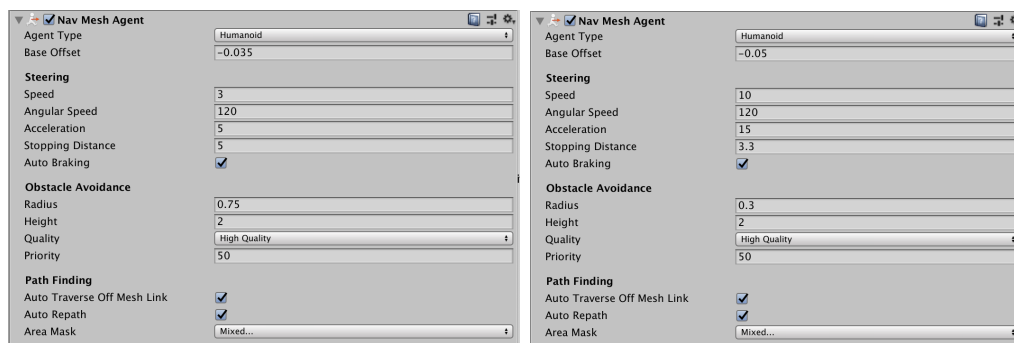 Nav Mesh Agent
Agent Type Humanoid
Base Offset -0.035
Steering
Speed 3
Angular Speed 120
Acceleration 5
Stopping Distance 5
Auto Braking
Obstacle Avoidance
Radius 0.75
Height 2
Quality High Quality
Priority 50
Path Finding
Auto Traverse Off Mesh Link
Auto Repath
Area Mask Mixed...
Nav Mesh Agent
Agent Type Humanoid
Base Offset -0.05
Steering
Speed 10
Angular Speed 120
Acceleration 15
Stopping Distance 3.3
Auto Braking
Obstacle Avoidance
Radius 0.3
Height 2
Quality High Quality
Priority 50
Path Finding
Auto Traverse Off Mesh Link
Auto Repath
Area Mask Mixed...